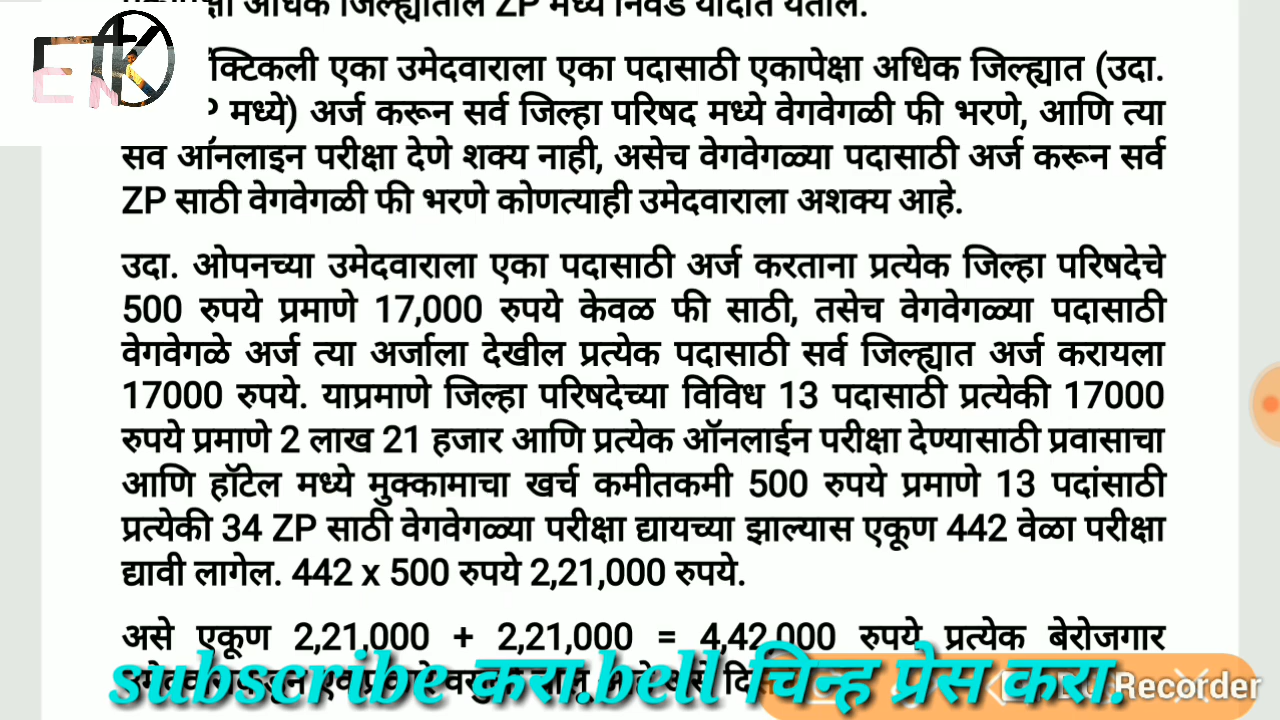 अधिक जिल्ह्यातील ZP मध्ये निवड यादीत येतील.
एका उमेदवाराला एका पदासाठी एकापेक्षा अधिक जिल्ह्यात (उदा.
मध्ये) अर्ज करून सर्व जिल्हा परिषद मध्ये वेगवेगळी फी भरणे, आणि त्या
सर्व ऑनलाइन परीक्षा देणे शक्य नाही, असेच वेगवेगळ्या पदासाठी अर्ज करून सर्व
ZP साठी वेगवेगळी फी भरणे कोणत्याही उमेदवाराला अशक्य आहे.
उदा. ओपनच्या उमेदवाराला एका पदासाठी अर्ज करताना प्रत्येक जिल्हा परिषदेचे
500 रुपये प्रमाणे 17,000 रुपये केवळ फी साठी, तसेच वेगवेगळ्या पदासाठी
वेगवेगळे अर्ज त्या अर्जाला देखील प्रत्येक पदासाठी सर्व जिल्ह्यात अर्ज करायला
17000 रुपये. याप्रमाणे जिल्हा परिषदेच्या विविध 13 पदासाठी प्रत्येकी 17000
रुपये प्रमाणे 2 लाख 21 हजार आणि प्रत्येक ऑनलाईन परीक्षा देण्यासाठी प्रवासाचा
आणि हॉटेल मध्ये मुक्कामाचा खर्च कमीतकमी 500 रुपये प्रमाणे 13 पदांसाठी
प्रत्येकी 34 ZP साठी वेगवेगळ्या परीक्षा द्यायच्या झाल्यास एकूण 442 वेळा परीक्षा
द्यावी लागेल. 442 x 500 रुपये 2,21,000 रुपये.
असे एकूण 2,21,000 + 2,21,000 = 4,42,000 रुपये प्रत्येक बेरोजगार
subscribe करा.bell चिन्ह प्रेस करा.
Recorder